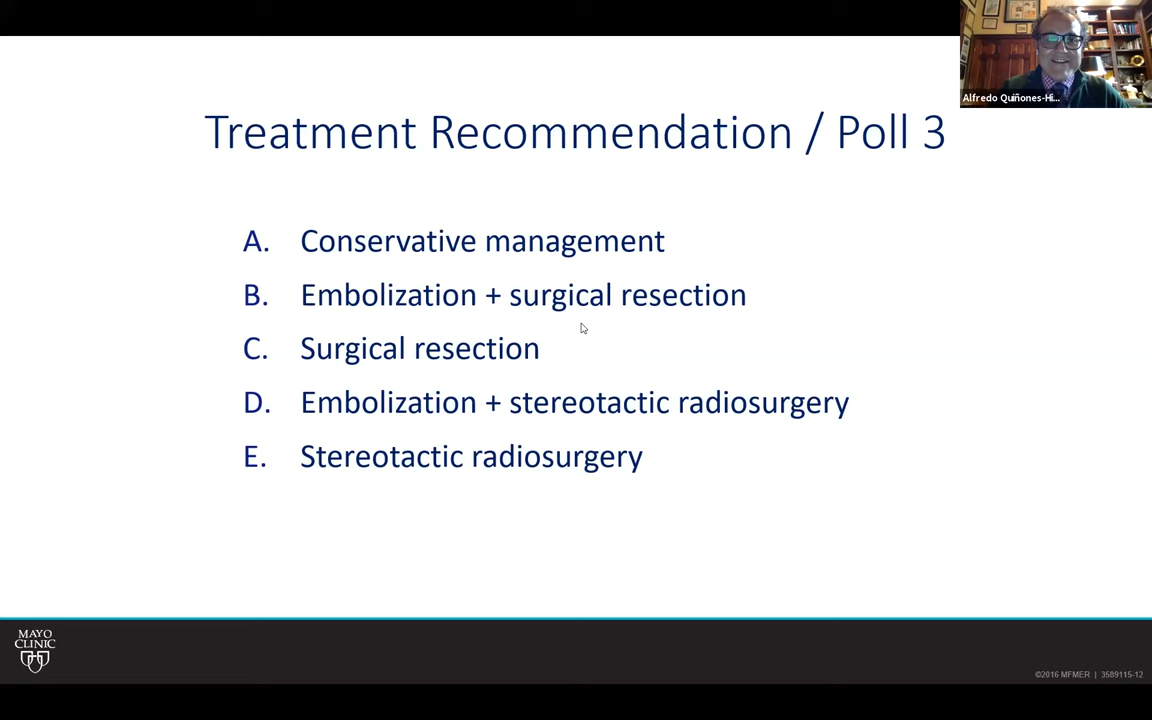 Alfredo Quiñones-Hi...
Treatment Recommendation / Poll 3
A. Conservative management
B. Embolization + surgical resection
C. Surgical resection
D. Embolization + stereotactic radiosurgery
E. Stereotactic radiosurgery
MAYO
CLINIC
©2016 MFMER | 3589115-12